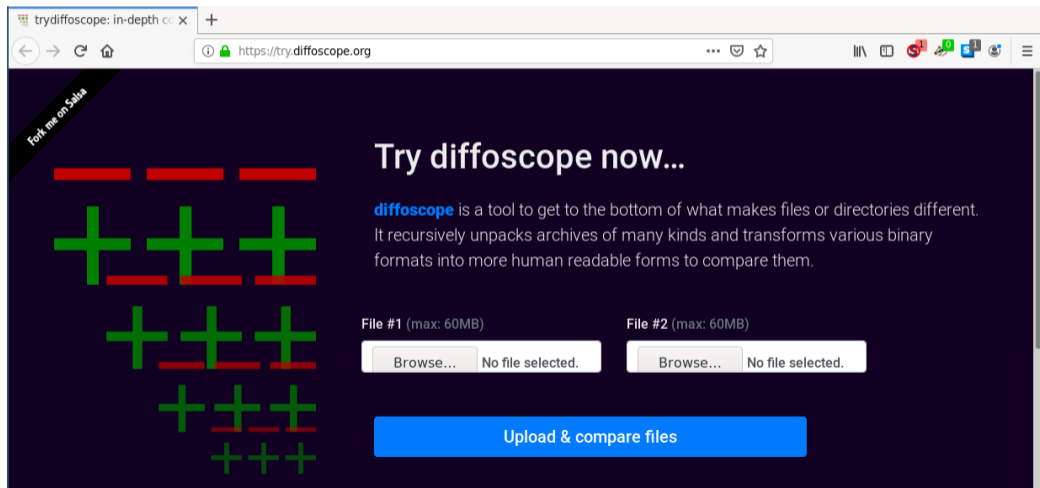 trydiffoscope: in-depth co
https://try.diffoscope.org
Fork me on Salsa
Try diffoscope now...
diffoscope is a tool to get to the bottom of what makes files or directories different.
It recursively unpacks archives of many kinds and transforms various binary
formats into more human readable forms to compare them.
File #1 (max: 60MB)
File #2 (max: 60MB)
Browse... No file selected.
Browse... No file selected.
Upload & compare files